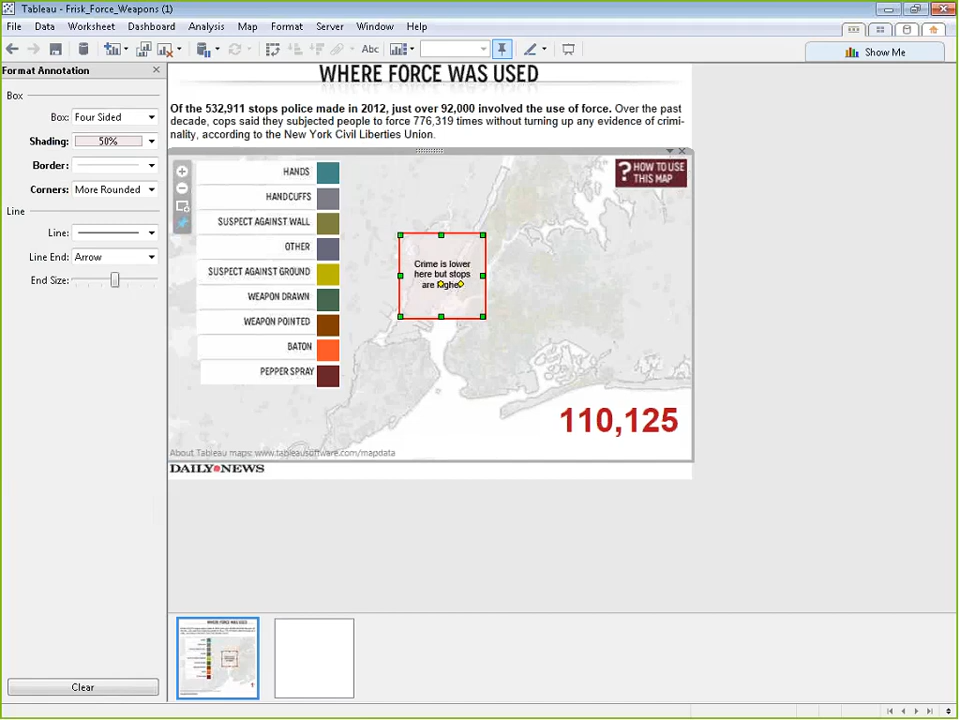 Tableau - Frisk_Force_Weapons (1)
File Data Worksheet Dashboard Analysis Map Format Server Window Help
Abc
Show Me
Format Annotation
Box
Box: Four Sided
Shading: 50%
Border:
Corners: More Rounded
Line
Line:
Line End: Arrow
End Size:
Clear
WHERE FORCE WAS USED
Of the 532,911 stops police made in 2012, just over 92,000 involved the use of force. Over the past
decade, cops said they subjected people to force 776,319 times without turning up any evidence of crimi-
nality, according to the New York Civil Liberties Union.
HANDS
HANDCUFFS
SUSPECT AGAINST WALL
OTHER
SUSPECT AGAINST GROUND
WEAPON DRAWN
WEAPON POINTED
BATON
PEPPER SPRAY
? HOW TO USE
THIS MAP
Crime is lower
here but stops
are higher
110,125
About Tableau maps: www.tableausoftware.com/mapdata
DAILY NEWS